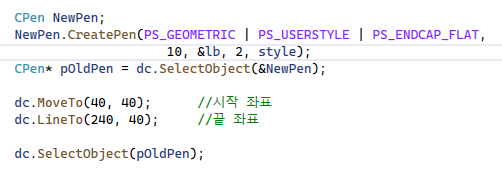 CPen NewPen;
NewPen.CreatePen(PS_GEOMETRIC | PS_USERSTYLE | PS_ENDCAP_FLAT,
10, &lb, 2, style);
CPen* pOldPen = dc.SelectObject(&NewPen);
dc.MoveTo(40, 40); //시작 좌표
dc.LineTo(240, 40); //끝 좌표
dc.SelectObject(pOldPen);